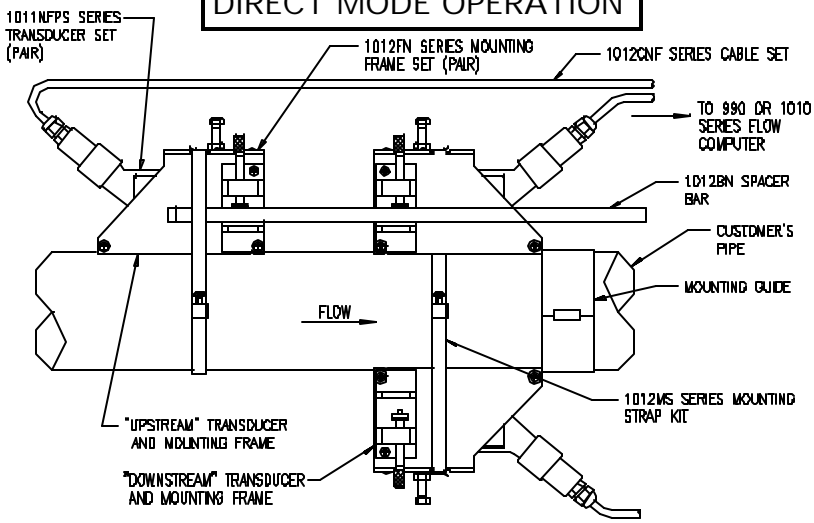 DIRECT MODE OPERATION
1011NFPS SERIES
TRANSDUCER SET
(PAIR)
1012FN SERIES MOUNTING
FRAME SET (PAIR)
1012CNF SERIES CABLE SET
TO 990 OR 1010
SERIES FLOW
COMPUTER
1012BN SPACER
BAR
CUSTOMER'S
PIPE
MOUNTING GUIDE
FLOW
1012MS SERIES MOUNTING
STRAP KIT
"UPSTREAM" TRANSDUCER
AND MOUNTING FRAME
"DOWNSTREAM" TRANSDUCER
AND MOUNTING FRAME